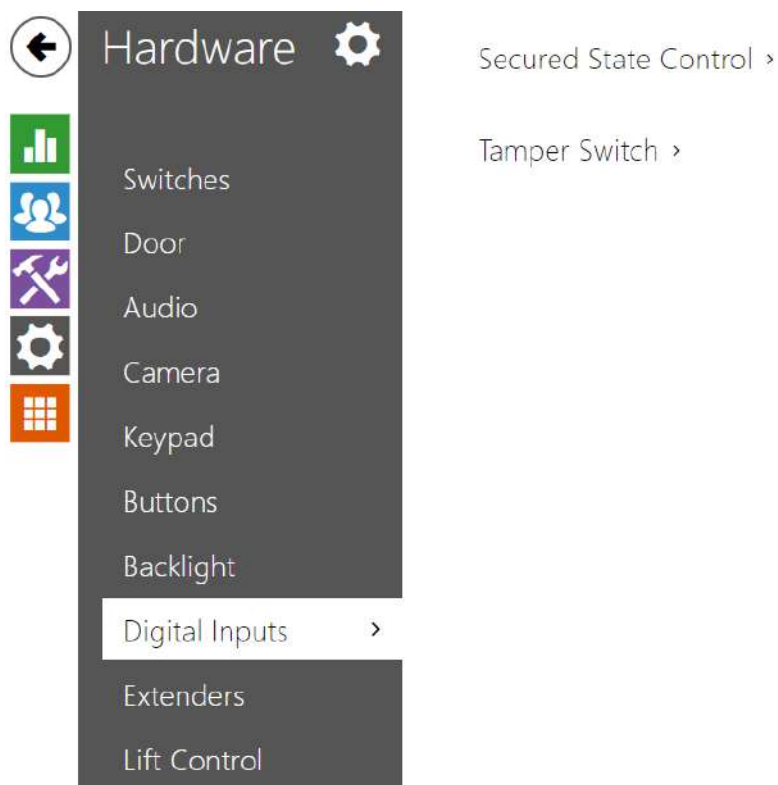 Hardware
Switches
Door
Audio
Camera
Keypad
Buttons
Backlight
Digital Inputs
Extenders
Lift Control
Secured State Control
Tamper Switch